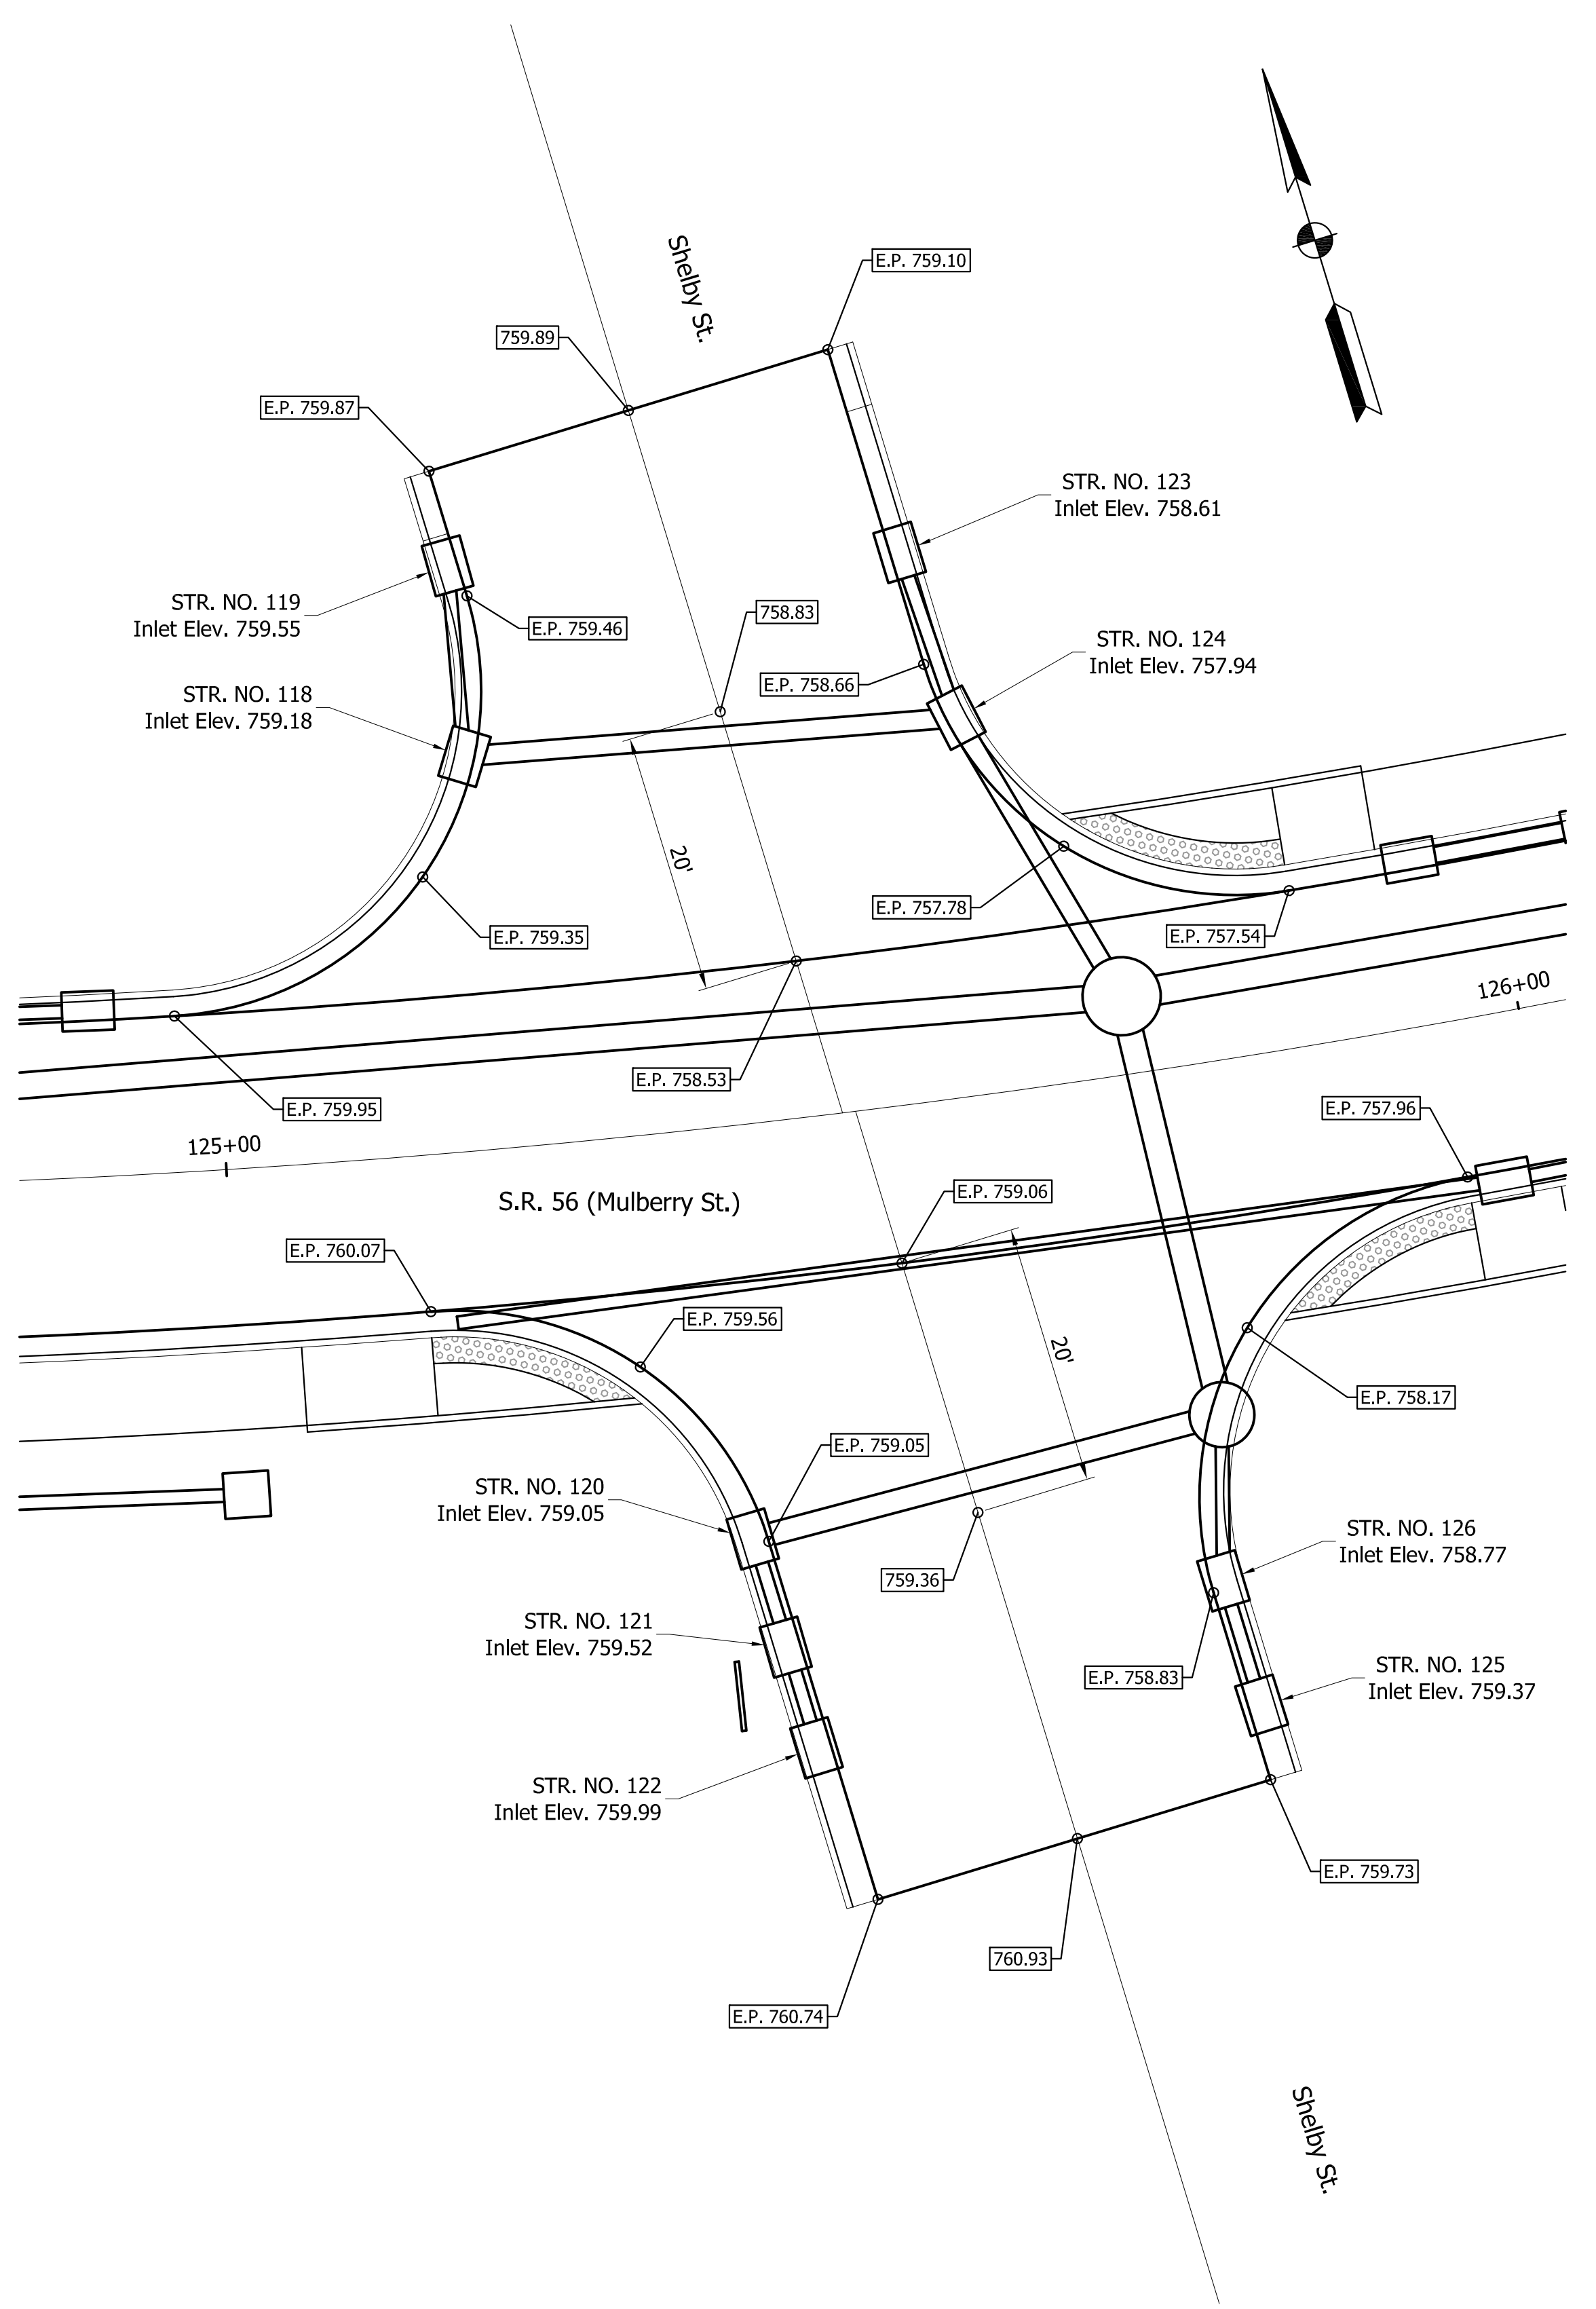 Shelby St.
E.P. 759.10
759.89
E.P. 759.87
STR. NO. 123
Inlet Elev. 758.61
STR. NO. 119
Inlet Elev. 759.55
E.P. 759.46
758.83
STR. NO. 124
Inlet Elev. 757.94
E.P. 758.66
STR. NO. 118
Inlet Elev. 759.18
20'
E.P. 757.78
E.P. 759.35
E.P. 757.54
126+00
E.P. 758.53
E.P. 759.95
E.P. 757.96
125+00
S.R. 56 (Mulberry St.)
E.P. 759.06
E.P. 760.07
E.P. 759.56
20'
E.P. 758.17
E.P. 759.05
STR. NO. 120
Inlet Elev. 759.05
STR. NO. 126
Inlet Elev. 758.77
759.36
STR. NO. 121
Inlet Elev. 759.52
E.P. 758.83
STR. NO. 125
Inlet Elev. 759.37
STR. NO. 122
Inlet Elev. 759.99
E.P. 759.73
760.93
E.P. 760.74
Shelby St.